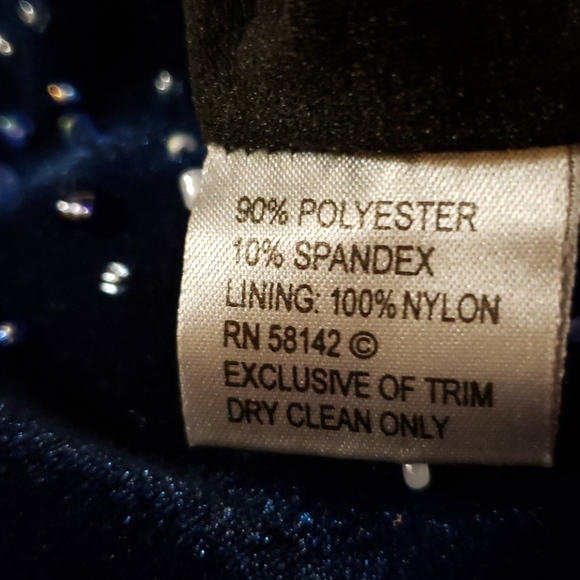 90% POLYESTER
10% SPANDEX
LINING: 100% NYLON
RN 58142 ©
EXCLUSIVE OF TRIM
DRY CLEAN ONLY